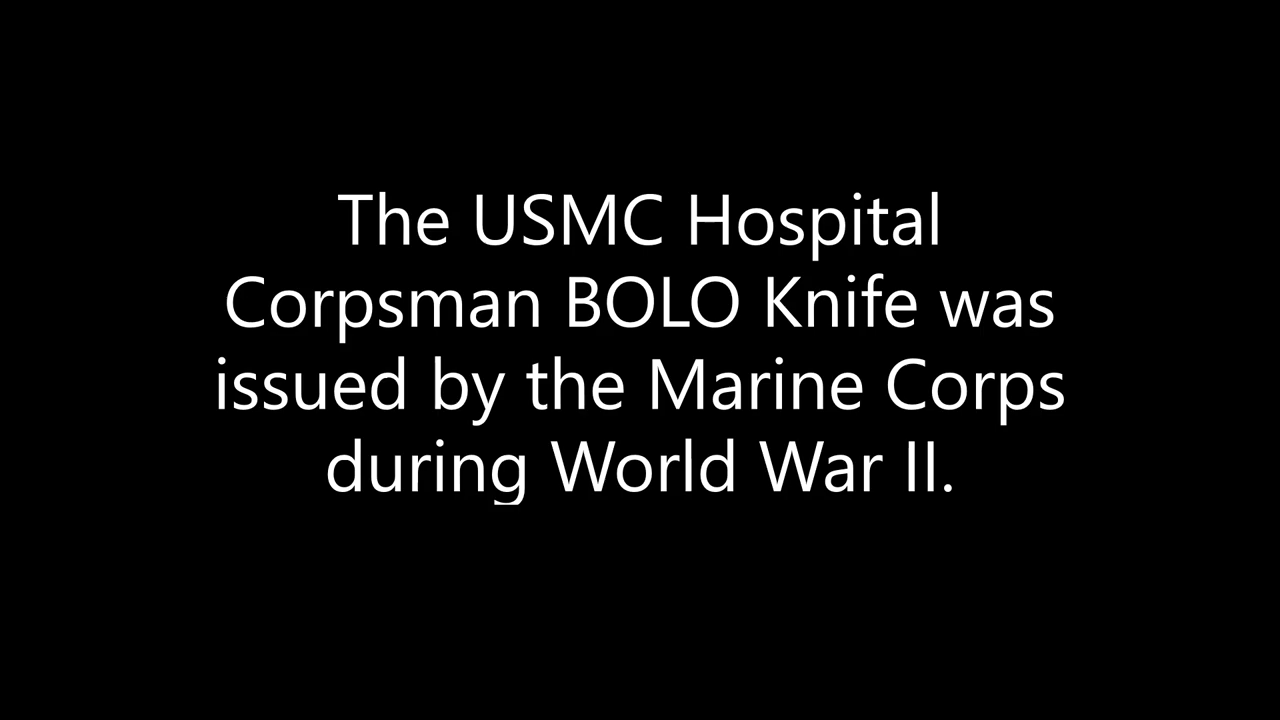 The USMC Hospital
Corpsman BOLO Knife was
issued by the Marine Corps
during World War II.